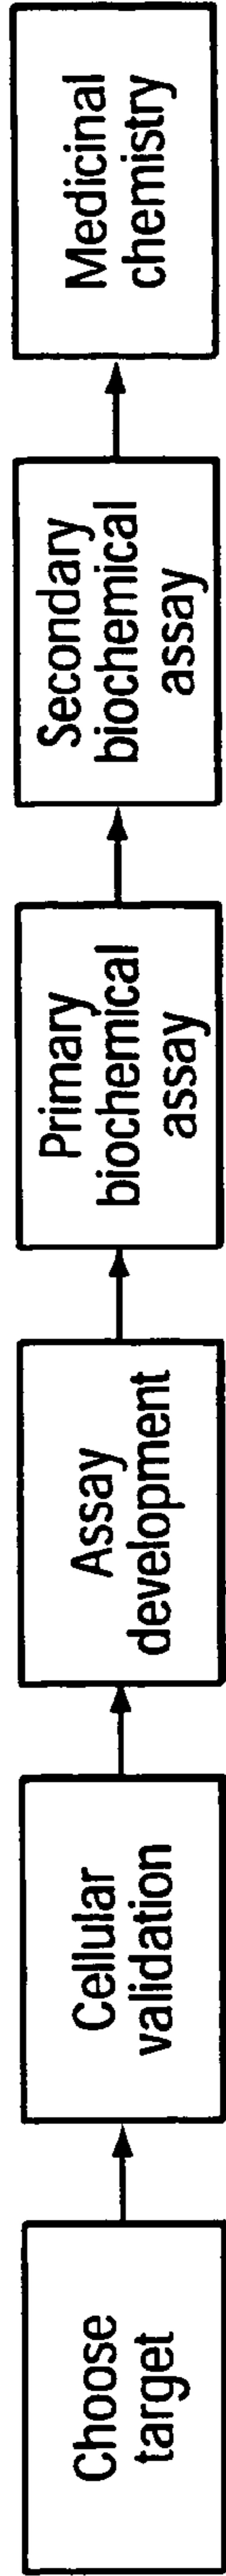 Choose
target
Cellular
validation
Assay
development
Primary
biochemical
assay
Secondary
biochemical
assay
Medicinal
chemistry